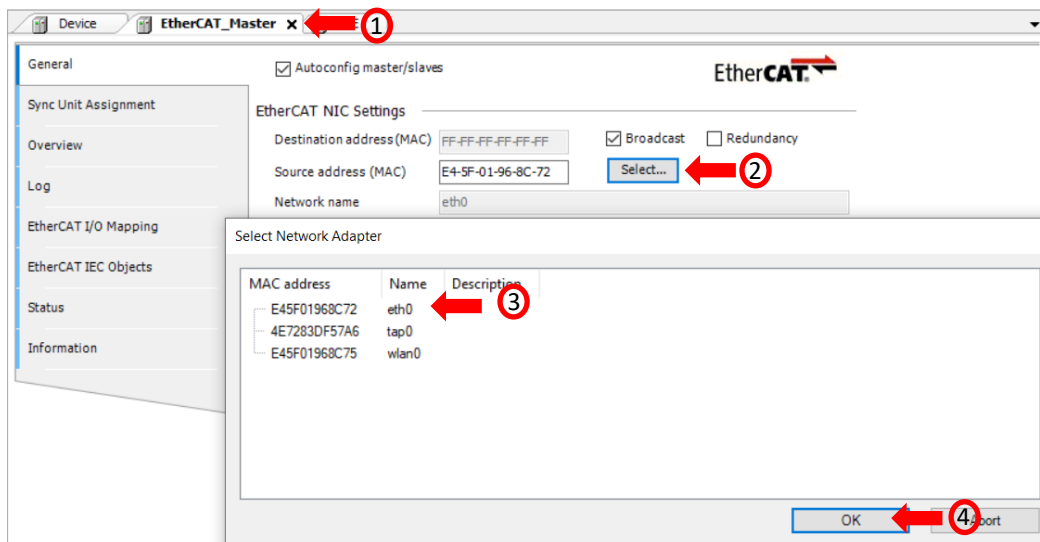 Device EtherCAT_Master x 1 E
General Autoconfig master/slaves EtherCAT
Sync Unit Assignment EtherCAT NIC Settings
Overview Destination address (MAC) FF-FF-FF-FF-FF-FF Broadcast Redundancy
Source address (MAC) E4-5F-01-96-8C-72 Select... 2
Log
Network name eth0
EtherCAT I/O Mapping
Select Network Adapter
EtherCAT IEC Objects
MAC address Name Description
Status E45F01968C72 eth0 3
4E7283DF57A6 tap0
Information E45F01968C75 wlan0
OK 4 bort